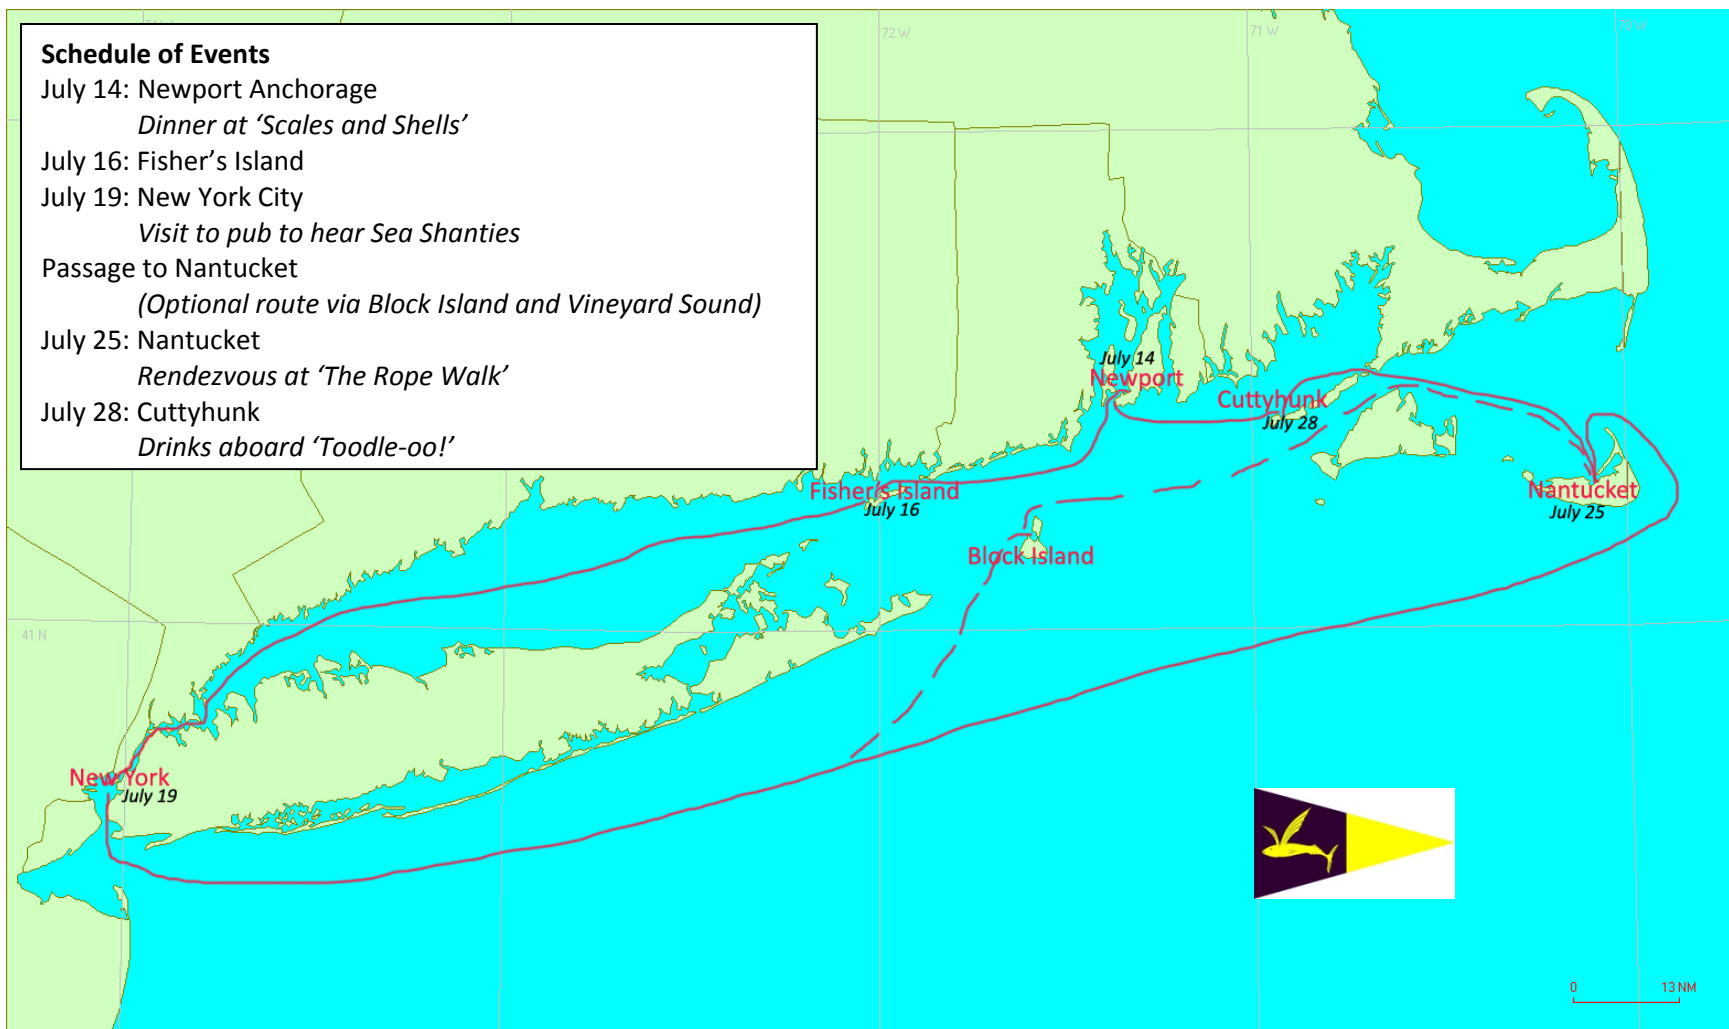 Schedule of Events
July 14: Newport Anchorage
Dinner at ‘Scales and Shells’
July 16: Fisher’s Island
July 19: New York City
Visit to pub to hear Sea Shanties
Passage to Nantucket
(Optional route via Block Island and Vineyard Sound)
July 25: Nantucket
Rendezvous at ‘The Rope Walk’
July 28: Cuttyhunk
Drinks aboard ‘Toodle-oo!’
72 W
71 W
70 W
July 14
Newport
Cuttyhunk
July 28
Fisher's Island
July 16
Nantucket
July 25
Block Island
41 N
New York
July 19
0 13 NM